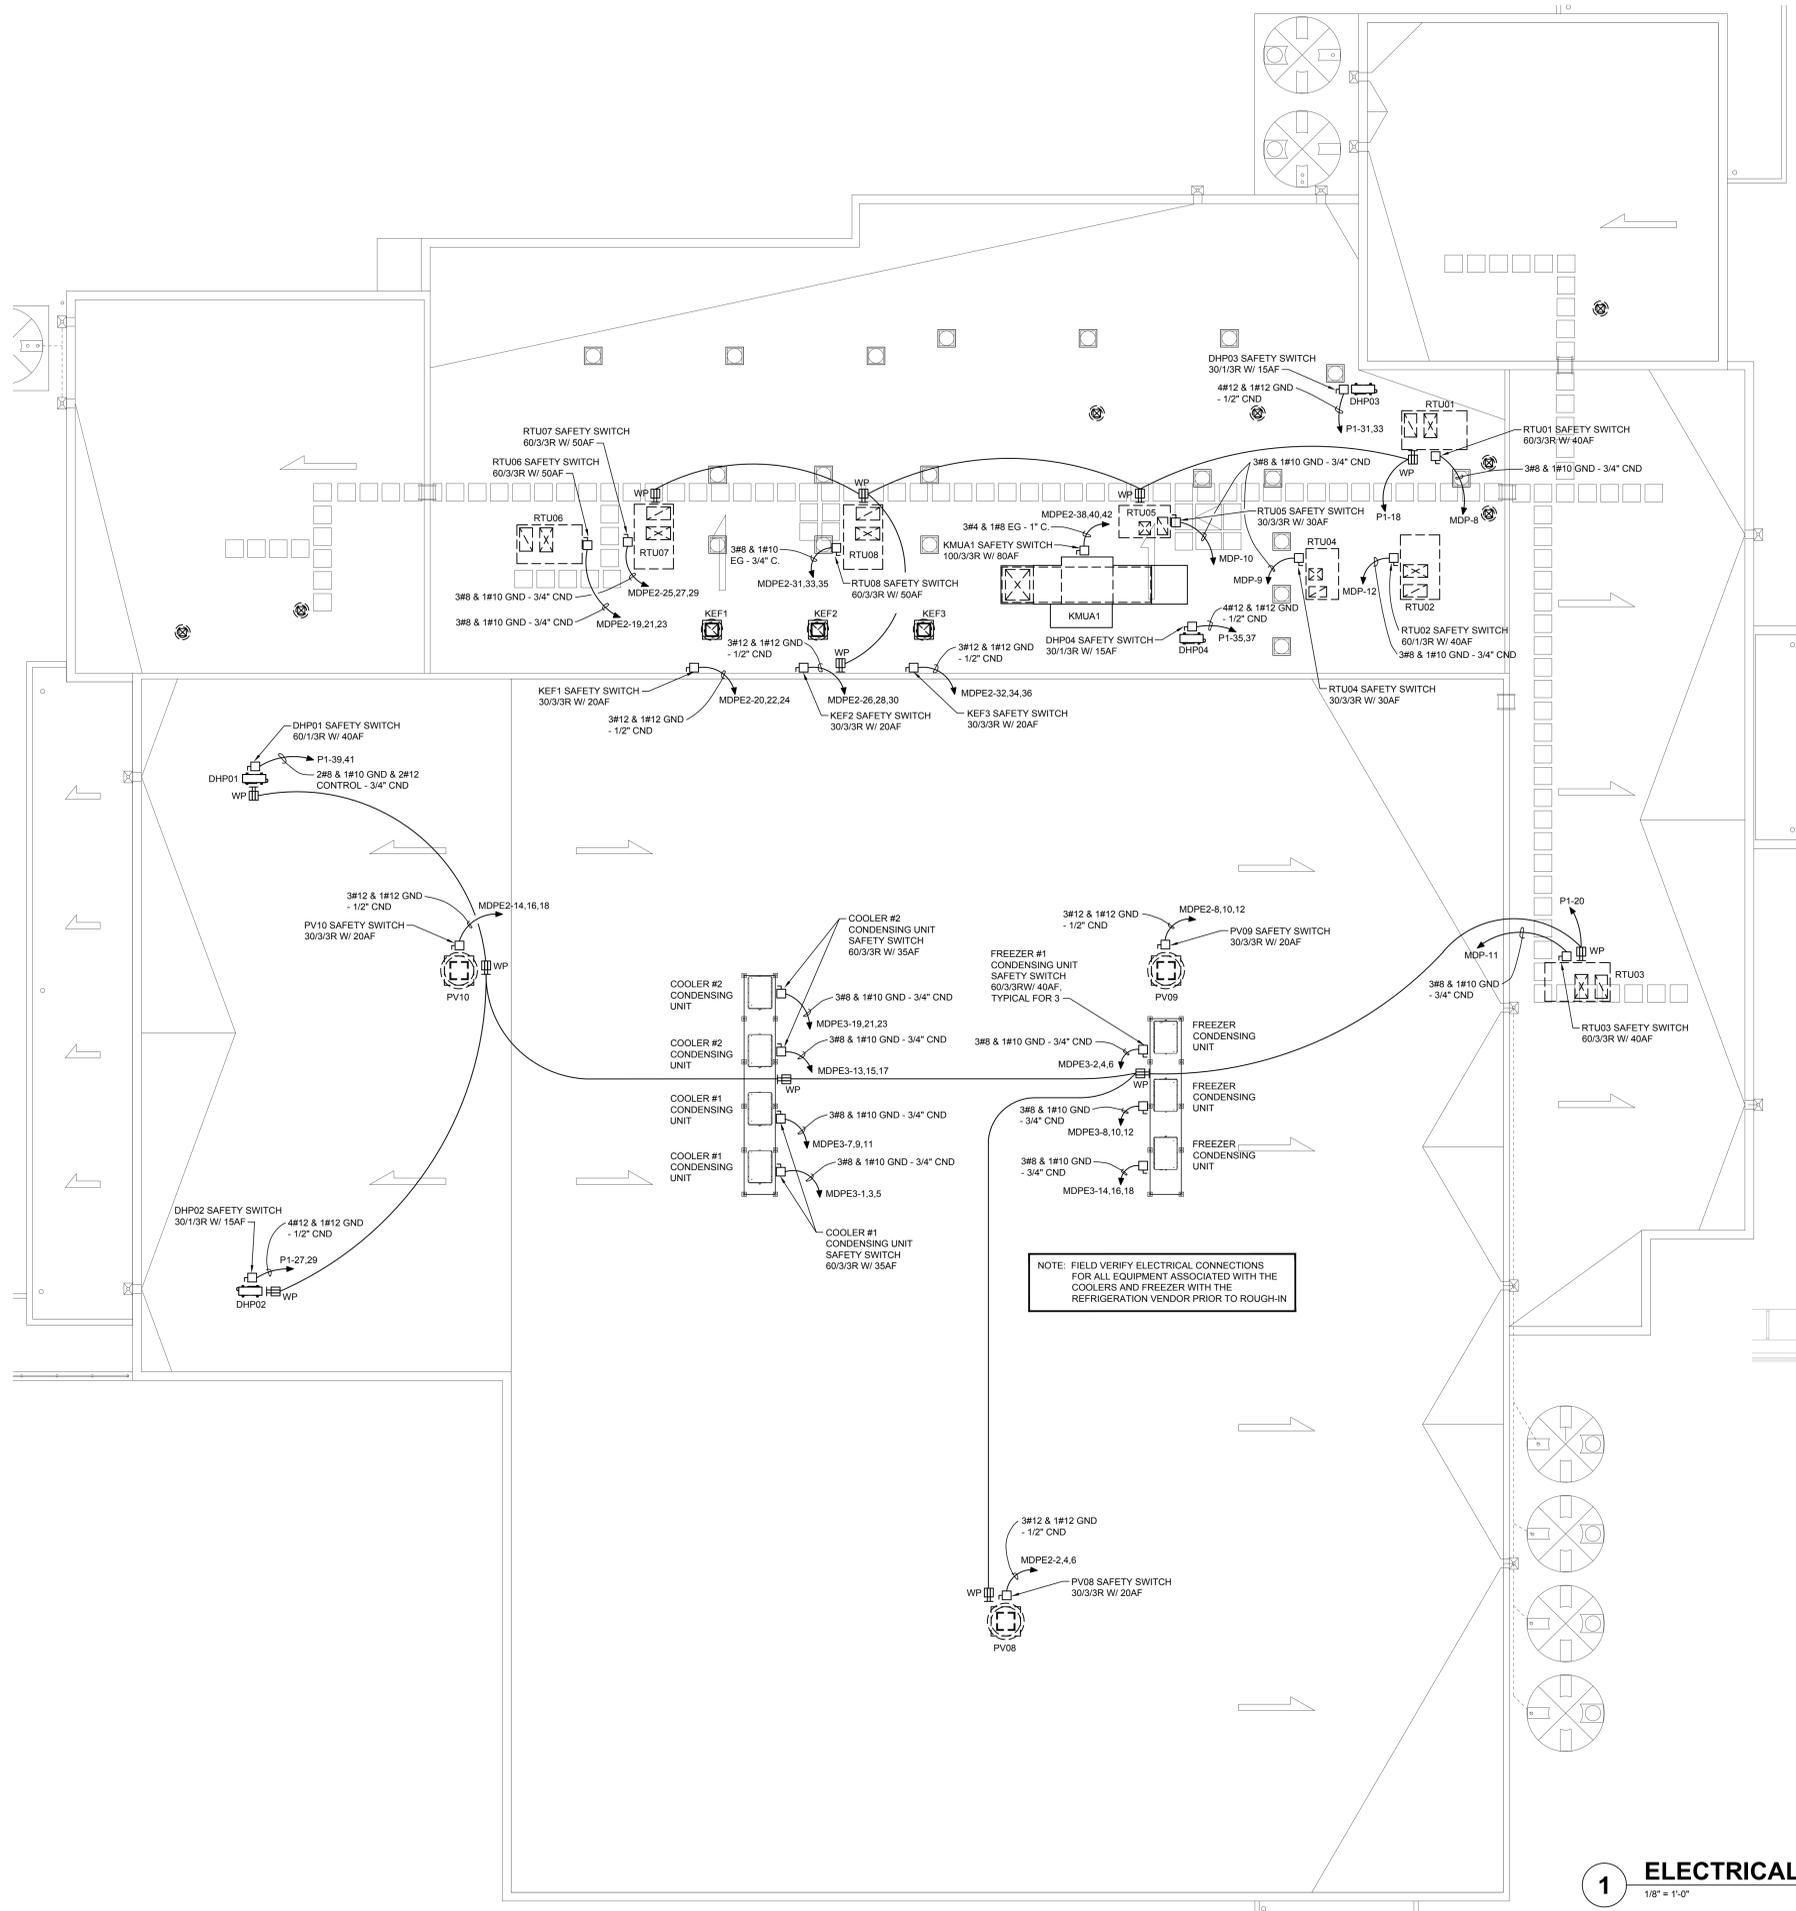 DHP03 SAFETY SWITCH
30/1/3R W/ 15AF
4#12 & 1#12 GND
- 1/2" CND
DHP03
P1-31,33
RTU01
RTU01 SAFETY SWITCH
60/3/3R W/ 40AF
3#8 & 1#10 GND - 3/4" CND
WP
P1-18
MDP-8
RTU07 SAFETY SWITCH
60/3/3R W/ 50AF
RTU06 SAFETY SWITCH
60/3/3R W/ 50AF
WP
WP
WP
3#8 & 1#10 GND - 3/4" CND
RTU06
RTU07
RTU08
RTU05
MDPE2-38,40,42
3#4 & 1#8 EG - 1" C.
RTU05 SAFETY SWITCH
30/3/3R W/ 30AF
KMUA1 SAFETY SWITCH
100/3/3R W/ 80AF
3#8 & 1#10
EG - 3/4" C.
MDPE2-31,33,35
RTU08 SAFETY SWITCH
60/3/3R W/ 50AF
MDP-10
RTU04
MDP-9
MDP-12
RTU02
3#8 & 1#10 GND - 3/4" CND
MDPE2-25,27,29
3#8 & 1#10 GND - 3/4" CND
MDPE2-19,21,23
KEF1
KEF2
KEF3
KMUA1
4#12 & 1#12 GND
- 1/2" CND
DHP04 SAFETY SWITCH
30/1/3R W/ 15AF
P1-35,37
DHP04
RTU02 SAFETY SWITCH
60/1/3R W/ 40AF
3#8 & 1#10 GND - 3/4" CND
3#12 & 1#12 GND
- 1/2" CND
WP
3#12 & 1#12 GND
- 1/2" CND
KEF1 SAFETY SWITCH
30/3/3R W/ 20AF
MDPE2-20,22,24
MDPE2-26,28,30
MDPE2-32,34,36
RTU04 SAFETY SWITCH
30/3/3R W/ 30AF
3#12 & 1#12 GND
- 1/2" CND
KEF2 SAFETY SWITCH
30/3/3R W/ 20AF
KEF3 SAFETY SWITCH
30/3/3R W/ 20AF
DHP01 SAFETY SWITCH
60/1/3R W/ 40AF
P1-39,41
DHP01
2#8 & 1#10 GND & 2#12
CONTROL - 3/4" CND
WP
3#12 & 1#12 GND
- 1/2" CND
MDPE2-14,16,18
PV10 SAFETY SWITCH
30/3/3R W/ 20AF
WP
PV10
COOLER #2
CONDENSING UNIT
SAFETY SWITCH
60/3/3R W/ 35AF
3#12 & 1#12 GND
- 1/2" CND
MDPE2-8,10,12
PV09 SAFETY SWITCH
30/3/3R W/ 20AF
PV09
FREEZER #1
CONDENSING UNIT
SAFETY SWITCH
60/3/3RW/ 40AF,
TYPICAL FOR 3
P1-20
WP
MDP-11
RTU03
3#8 & 1#10 GND
- 3/4" CND
RTU03 SAFETY SWITCH
60/3/3R W/ 40AF
COOLER #2
CONDENSING
UNIT
3#8 & 1#10 GND - 3/4" CND
MDPE3-19,21,23
COOLER #2
CONDENSING
UNIT
3#8 & 1#10 GND - 3/4" CND
MDPE3-13,15,17
WP
COOLER #1
CONDENSING
UNIT
3#8 & 1#10 GND - 3/4" CND
MDPE3-7,9,11
COOLER #1
CONDENSING
UNIT
3#8 & 1#10 GND - 3/4" CND
MDPE3-1,3,5
COOLER #1
CONDENSING UNIT
SAFETY SWITCH
60/3/3R W/ 35AF
3#8 & 1#10 GND - 3/4" CND
MDPE3-2,4,6
FREEZER
CONDENSING
UNIT
WP
3#8 & 1#10 GND
- 3/4" CND
MDPE3-8,10,12
FREEZER
CONDENSING
UNIT
3#8 & 1#10 GND
- 3/4" CND
MDPE3-14,16,18
FREEZER
CONDENSING
UNIT
DHP02 SAFETY SWITCH
30/1/3R W/ 15AF
4#12 & 1#12 GND
- 1/2" CND
P1-27,29
DHP02
WP
NOTE: FIELD VERIFY ELECTRICAL CONNECTIONS
FOR ALL EQUIPMENT ASSOCIATED WITH THE
COOLERS AND FREEZER WITH THE
REFRIGERATION VENDOR PRIOR TO ROUGH-IN
3#12 & 1#12 GND
- 1/2" CND
MDPE2-2,4,6
PV08 SAFETY SWITCH
30/3/3R W/ 20AF
WP
PV08
1
ELECTRICAL
1/8" = 1'-0"